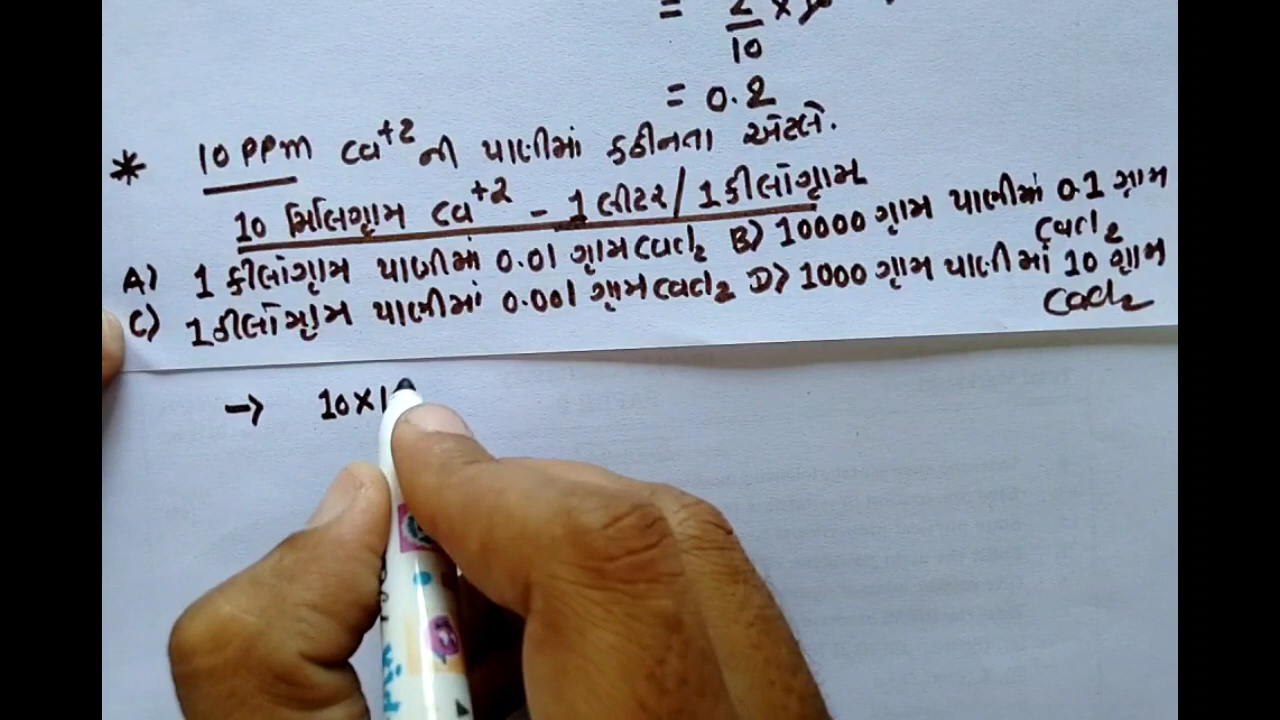 = 2/10 ×
= 0.2
* 10 PPm Ca+2 ની પાણીમાં કઠીનતા એટલે.
10 મિલિગ્રામ Ca+2 - 1 લીટર / 1 કીલોગ્રામ
A) 1 કીલોગ્રામ પાણીમાં 0.01 ગ્રામ CaCl2 B) 10000 ગ્રામ પાણીમાં 0.1 ગ્રામ CaCl2
C) 1 કીલોગ્રામ પાણીમાં 0.001 ગ્રામ CaCl2 D) 1000 ગ્રામ પાણીમાં 10 ગ્રામ CaCl2
→ 10×1